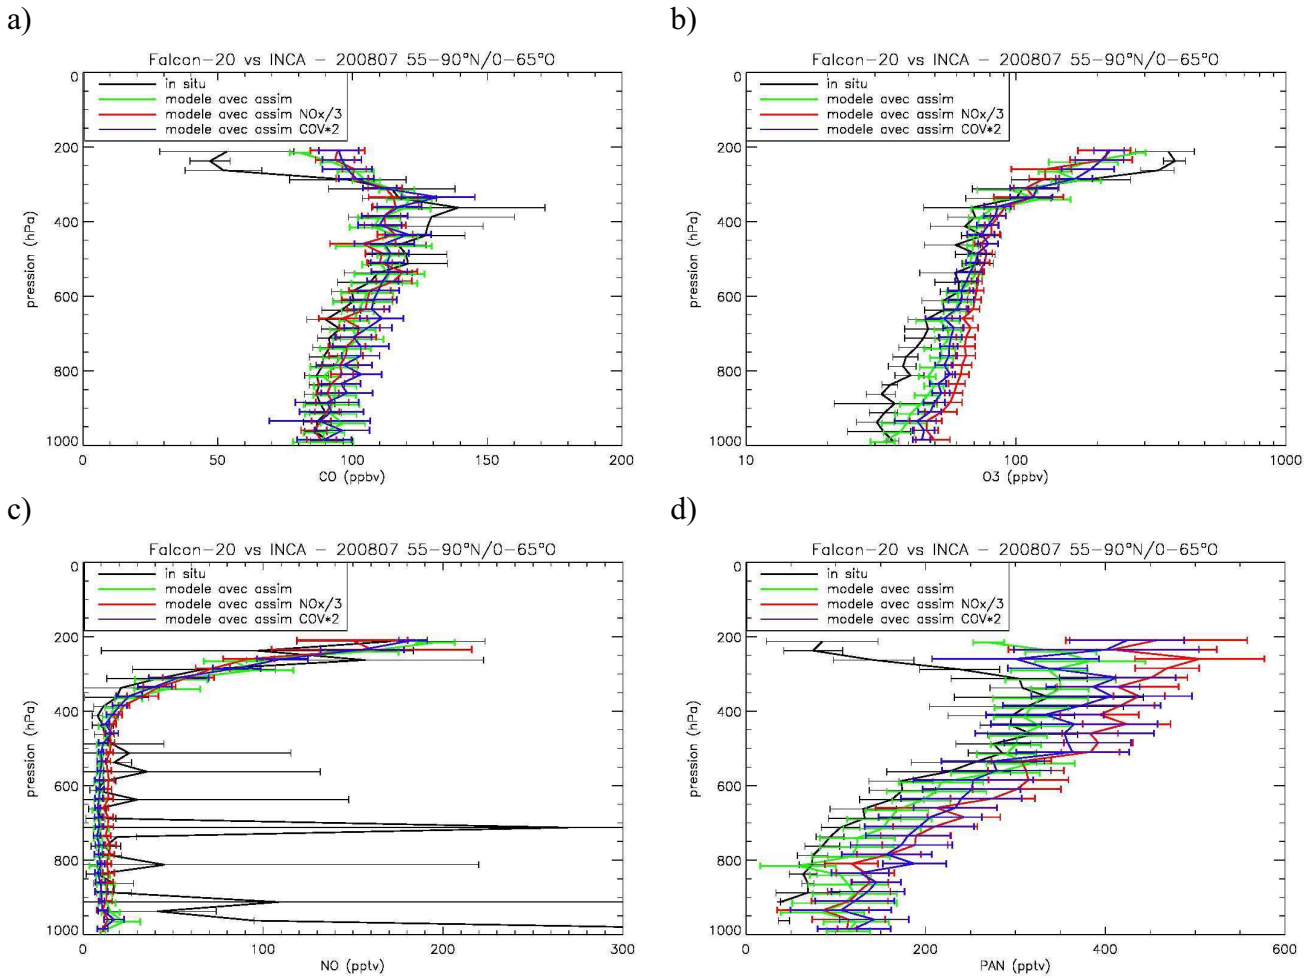 a)
b)
Falcon-20 vs INCA - 200807 55-90°N/0-65°O
in situ
modele avec assim
modele avec assim NOx/3
modele avec assim COV*2
0
200
400
600
800
1000
pression (hPa)
0 50 100 150 200
CO (ppbv)
Falcon-20 vs INCA - 200807 55-90°N/0-65°O
in situ
modele avec assim
modele avec assim NOx/3
modele avec assim COV*2
0
200
400
600
800
1000
pression (hPa)
10 100 1000
O3 (ppbv)
c)
d)
Falcon-20 vs INCA - 200807 55-90°N/0-65°O
in situ
modele avec assim
modele avec assim NOx/3
modele avec assim COV*2
0
200
400
600
800
1000
pression (hPa)
0 100 200 300
NO (pptv)
Falcon-20 vs INCA - 200807 55-90°N/0-65°O
in situ
modele avec assim
modele avec assim NOx/3
modele avec assim COV*2
0
200
400
600
800
1000
pression (hPa)
0 200 400 600
PAN (pptv)